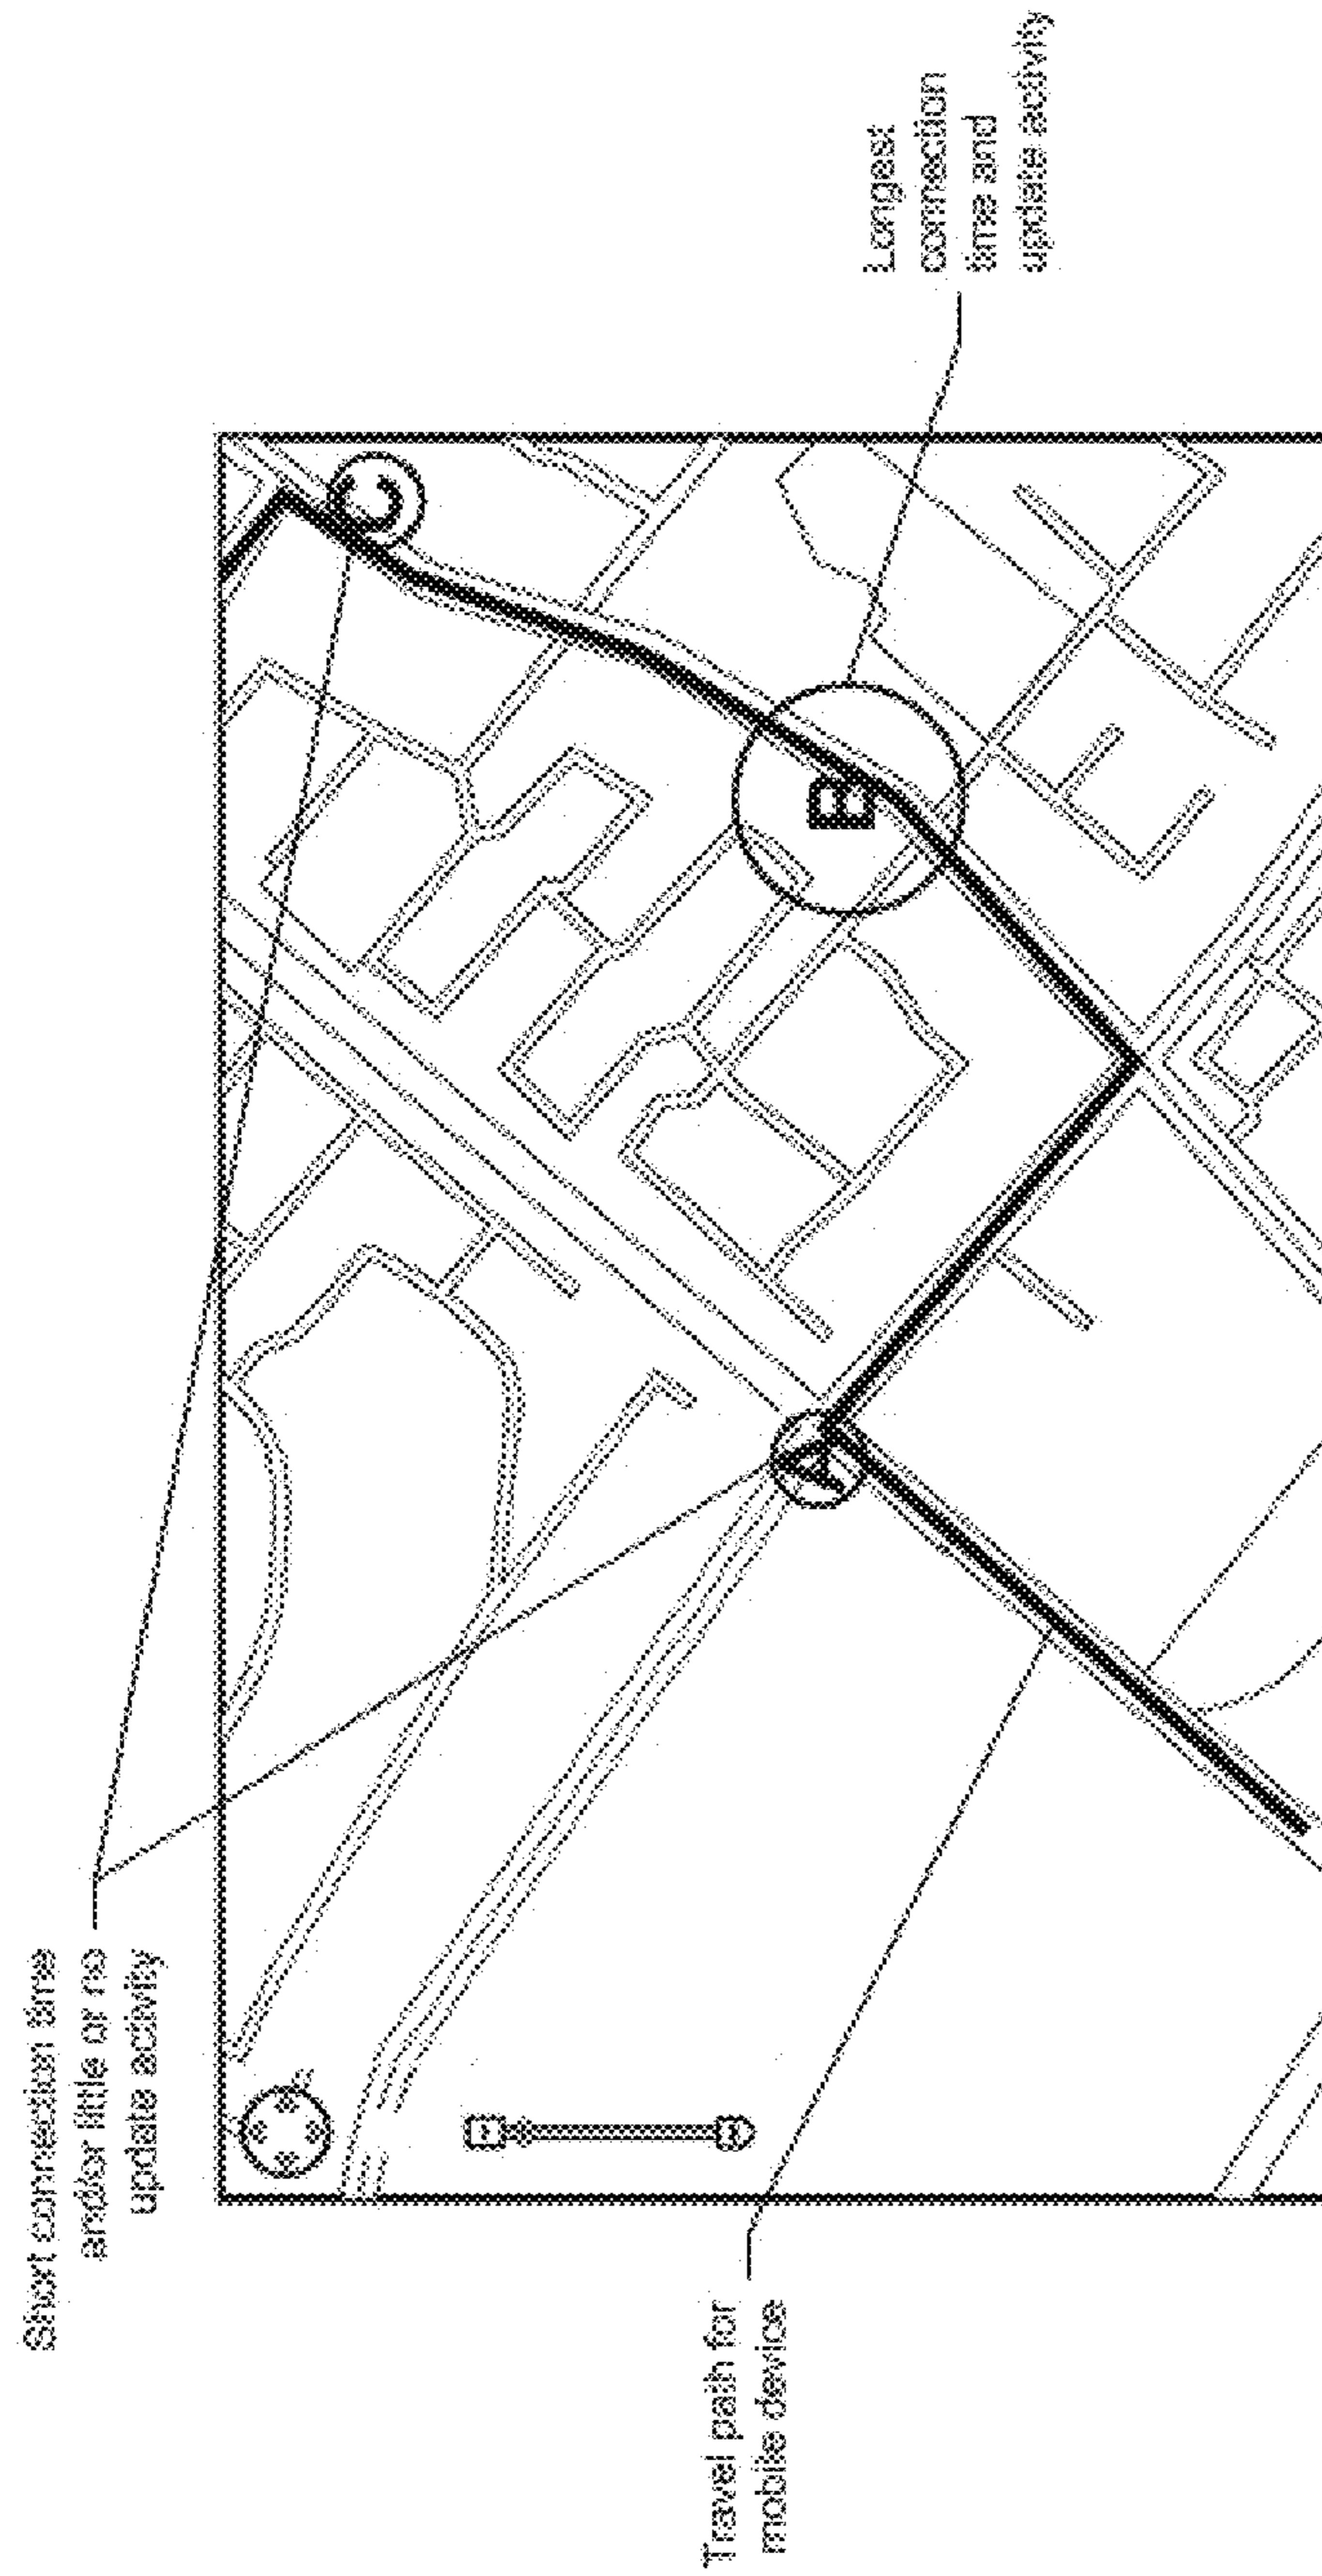 Short connection time
and/or little or no
update activity
Travel path for
mobile device
A
B
C
Longest
connection
time and
update activity